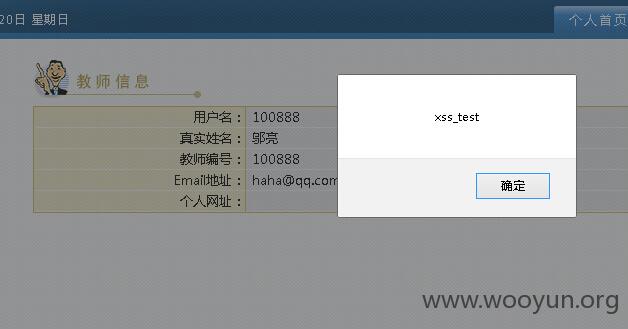 20日 星期日
个人首页
教师信息
用户名： 100888
真实姓名： 邬亮
教师编号： 100888
Email地址： haha@qq.com
个人网址：
xss_test
确定
www.wooyun.org